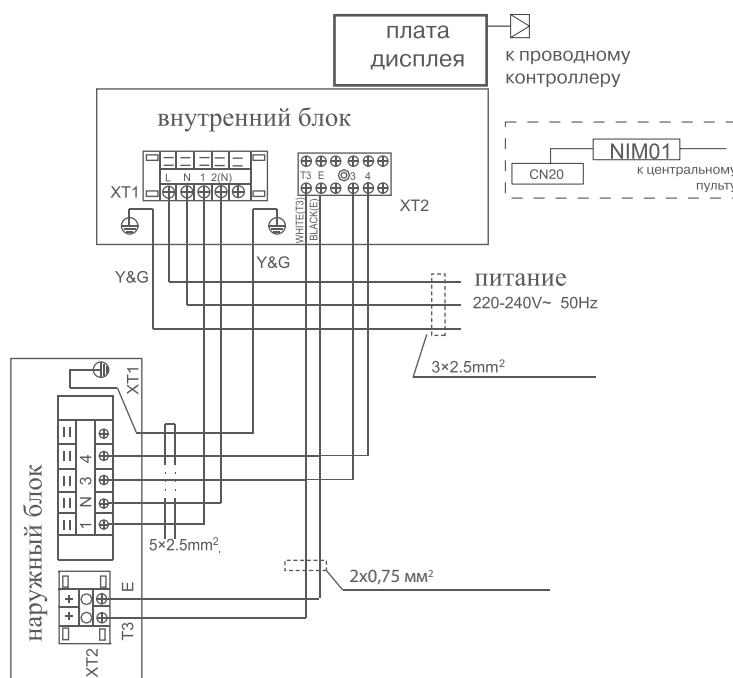 плата
дисплея
к проводному
контроллеру
внутренний блок
L N 1 2(N)
XT1
T3 E 3 4
XT2
NIM01
CN20
к центральному
пульту
WHITE(T3)
BLACK(E)
Y&G
Y&G
питание
220-240V~ 50Hz
3×2.5mm²
XT1
наружный блок
4
3
N
1
5×2.5mm²
2x0,75 мм²
E
T3
XT2